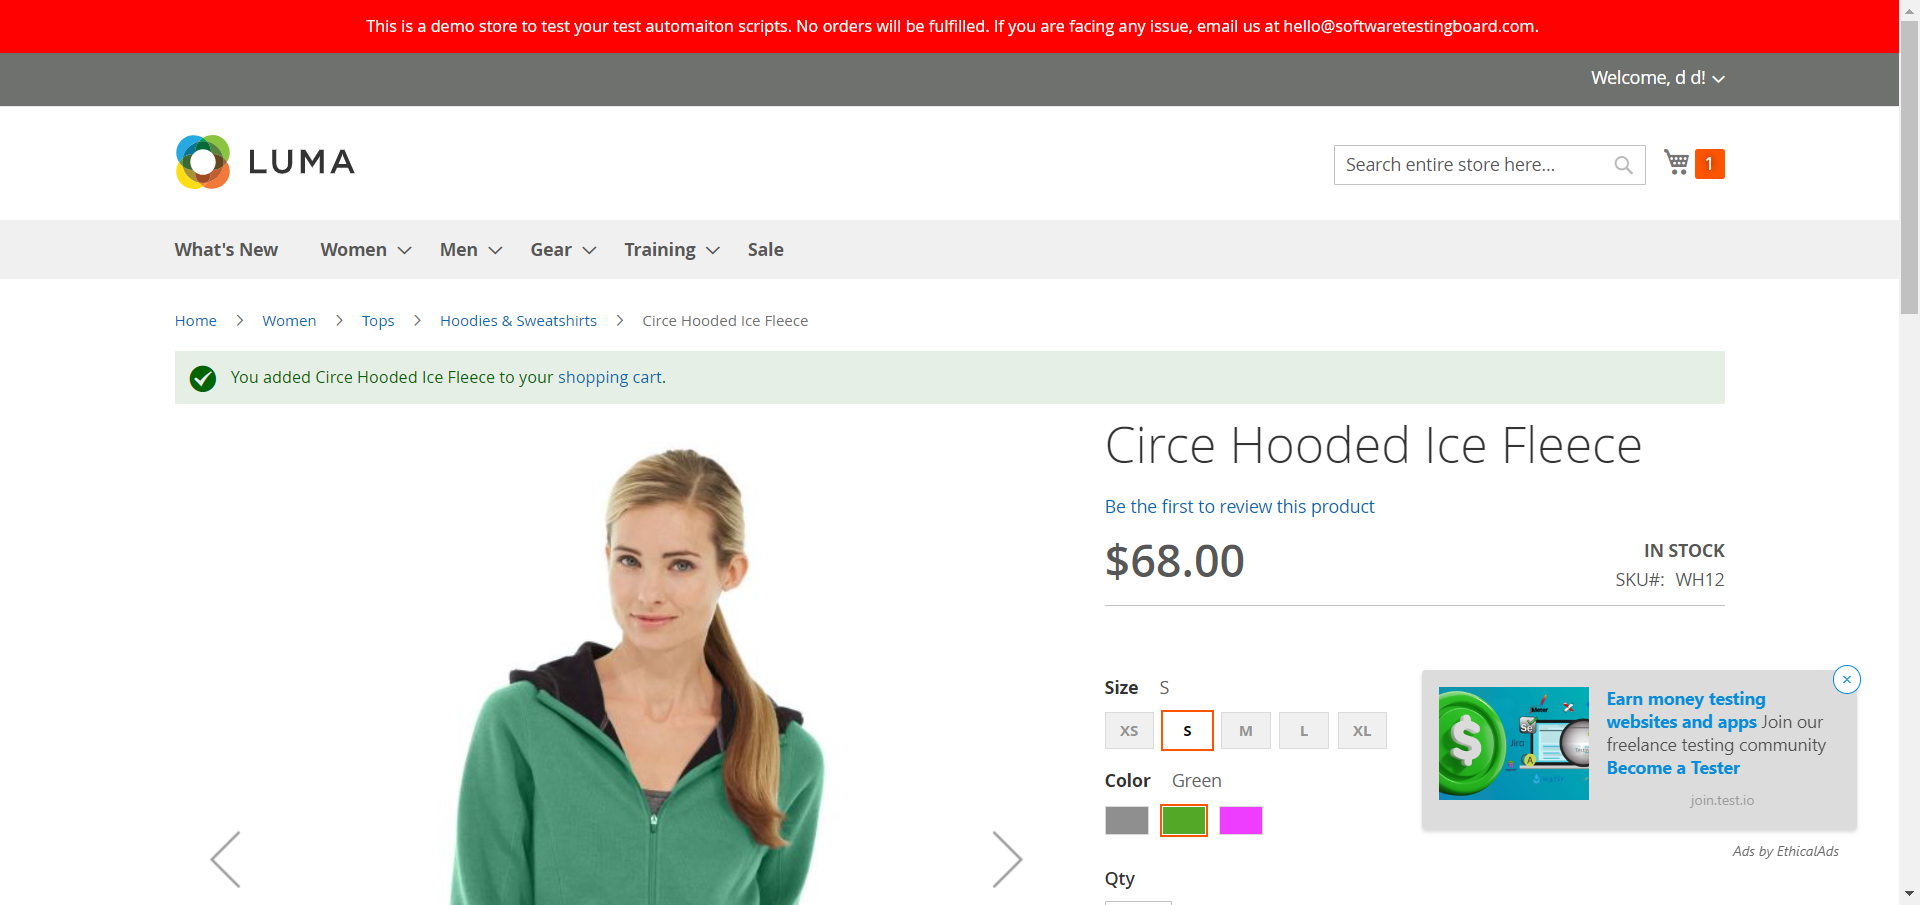 This is a demo store to test your test automaiton scripts. No orders will be fulfilled. If you are facing any issue, email us at hello@softwaretestingboard.com.
Welcome, d d!
LUMA
Search entire store here...
1
What's New Women Men Gear Training Sale
Home Women Tops Hoodies & Sweatshirts Circe Hooded Ice Fleece
You added Circe Hooded Ice Fleece to your shopping cart.
Circe Hooded Ice Fleece
Be the first to review this product
$68.00
IN STOCK
SKU#: WH12
Size S
XS S M L XL
Color Green
Qty
Earn money testing
websites and apps Join our
freelance testing community
Become a Tester
join.test.io
Ads by EthicalAds